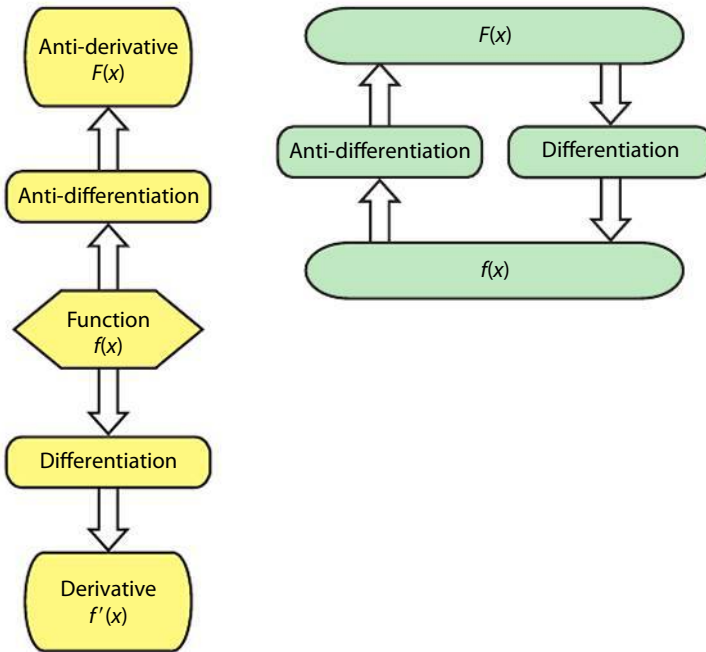 Anti-derivative
F(x)
Anti-differentiation
Function
f(x)
Differentiation
Derivative
f'(x)
F(x)
Anti-differentiation
Differentiation
f(x)